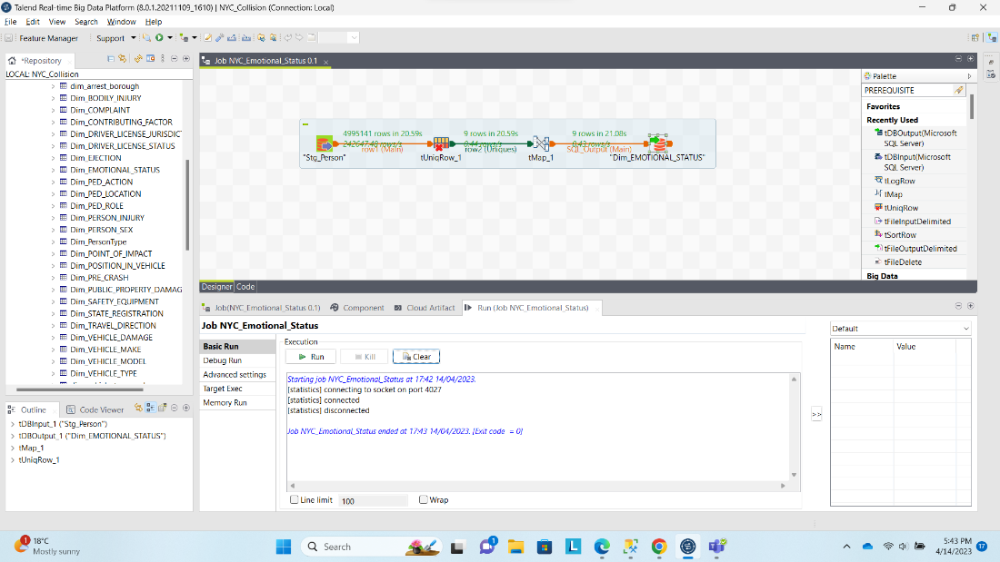 Talend Real-time Big Data Platform (8.0.1.20211109_1610) | NYC_Collision (Connection: Local)
File Edit View Search Window Help
Feature Manager Support
*Repository
LOCAL: NYC_Collision
dim_arrest_borough
Dim_BODILY_INJURY
Dim_COMPLAINT
Dim_CONTRIBUTING_FACTOR
Dim_DRIVER_LICENSE_JURISDICT
Dim_DRIVER_LICENSE_STATUS
Dim_EJECTION
Dim_EMOTIONAL_STATUS
Dim_PED_ACTION
Dim_PED_LOCATION
Dim_PED_ROLE
Dim_PERSON_INJURY
Dim_PERSON_SEX
Dim_PersonType
Dim_POINT_OF_IMPACT
Dim_POSITION_IN_VEHICLE
Dim_PRE_CRASH
Dim_PUBLIC_PROPERTY_DAMAG
Dim_SAFETY_EQUIPMENT
Dim_STATE_REGISTRATION
Dim_TRAVEL_DIRECTION
Dim_VEHICLE_DAMAGE
Dim_VEHICLE_MAKE
Dim_VEHICLE_MODEL
Dim_VEHICLE_TYPE
Outline Code Viewer
tDBInput_1 ("Stg_Person")
tDBOutput_1 ("Dim_EMOTIONAL_STATUS")
tMap_1
tUniqRow_1
Job NYC_Emotional_Status 0.1
4995141 rows in 20.59s 9 rows in 20.59s 9 rows in 21.08s
242647.48 rows/s 0.44 rows/s 0.43 rows/s
row1 (Main) row2 (Uniques) SQL_Output (Main)
"Stg_Person" tUniqRow_1 tMap_1 "Dim_EMOTIONAL_STATUS"
Designer Code
Palette
PREREQUISITE
Favorites
Recently Used
tDBOutput(Microsoft
SQL Server)
tDBInput(Microsoft
SQL Server)
tLogRow
tMap
tUniqRow
tFileInputDelimited
tSortRow
tFileOutputDelimited
tFileDelete
Big Data
Job(NYC_Emotional_Status 0.1) Component Cloud Artifact Run (Job NYC_Emotional_Status)
Job NYC_Emotional_Status
Basic Run
Debug Run
Advanced settings
Target Exec
Memory Run
Execution
Run Kill Clear
Starting job NYC_Emotional_Status at 17:42 14/04/2023.
[statistics] connecting to socket on port 4027
[statistics] connected
[statistics] disconnected
Job NYC_Emotional_Status ended at 17:43 14/04/2023. [Exit code = 0]
Line limit 100 Wrap
>>
Default
Name Value
1
18°C
Mostly sunny
Search
1
5:43 PM
4/14/2023
17